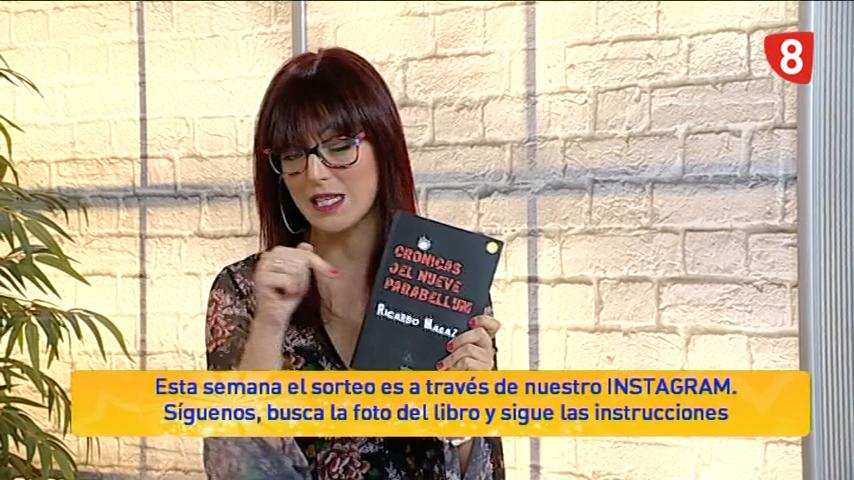 8
CRONICAS
DEL NUEVE
PARABELLUM
RICARDO MAGAZ
Esta semana el sorteo es a través de nuestro INSTAGRAM.
Síguenos, busca la foto del libro y sigue las instrucciones